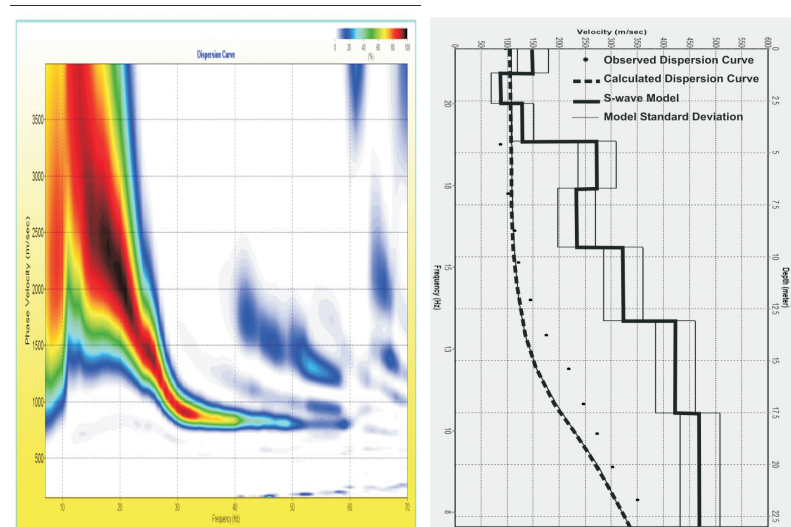 0 20 40 60 80 100
(%)
Dispersion Curve
Phase Velocity (m/sec)
3500
3000
2500
2000
1500
1000
500
10 20 30 40 50 60 70
Frequency (Hz)
Velocity (m/sec)
0 50 100 150 200 250 300 350 400 450 500 550 600
Observed Dispersion Curve
Calculated Dispersion Curve
S-wave Model
Model Standard Deviation
Frequency (Hz)
20
18
15
13
10
8
Depth (meter)
0
2.5
5
7.5
10
12.5
15
17.5
20
22.5